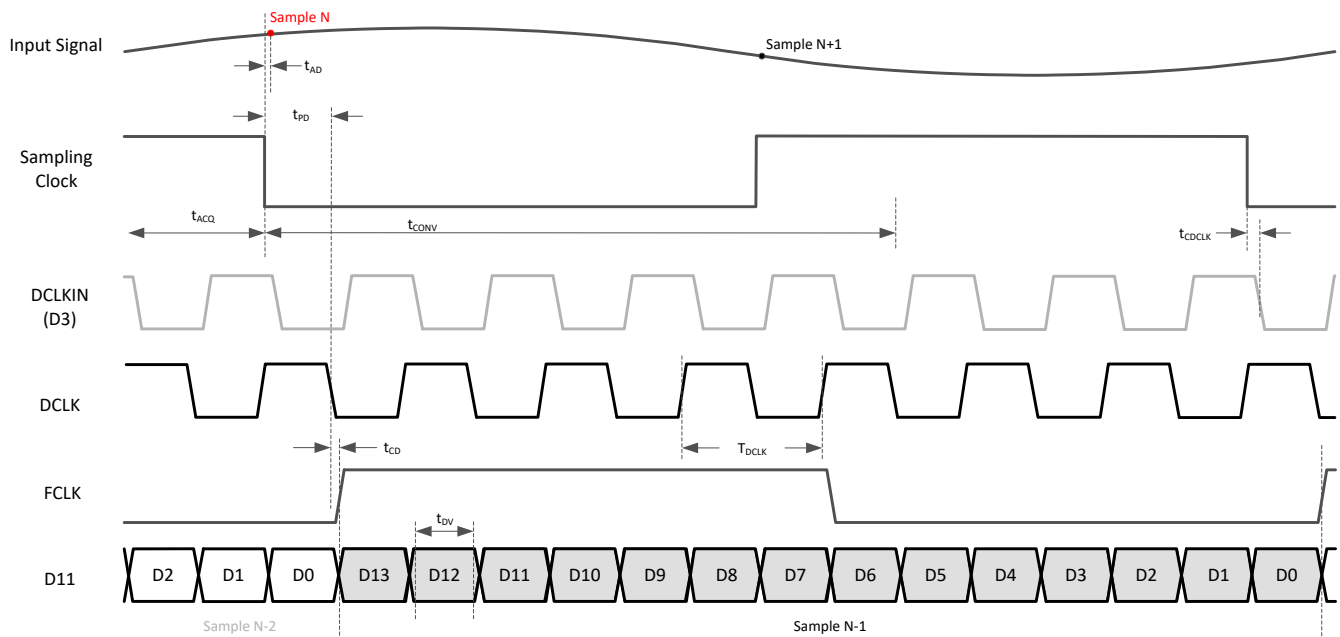 Sample N
Input Signal
Sample N+1
tAD
tPD
Sampling
Clock
tACQ
tCONV
tCDCLK
DCLKIN
(D3)
DCLK
tCD
TDCLK
FCLK
tDV
D11
D2
D1
D0
D13
D12
D11
D10
D9
D8
D7
D6
D5
D4
D3
D2
D1
D0
Sample N-2
Sample N-1